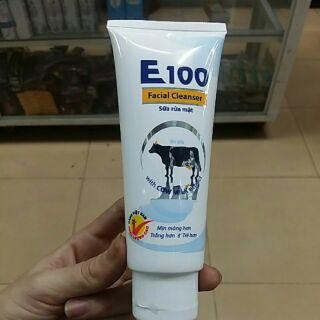 E100
Facial Cleanser
Sữa rửa mặt
with COW
Mịn màng hơn
Trắng hơn & Trẻ hơn